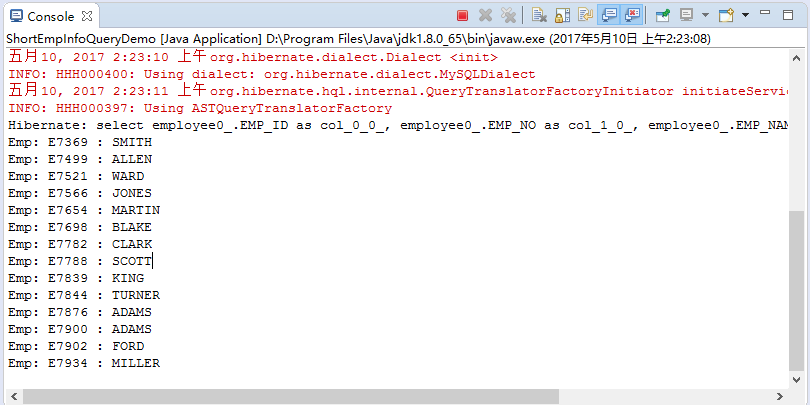 Console
ShortEmpInfoQueryDemo [Java Application] D:\Program Files\Java\jdk1.8.0_65\bin\javaw.exe (2017年5月10日 上午2:23:08)
五月10, 2017 2:23:10 上午 org.hibernate.dialect.Dialect <init>
INFO: HHH000400: Using dialect: org.hibernate.dialect.MySQLDialect
五月10, 2017 2:23:11 上午 org.hibernate.hql.internal.QueryTranslatorFactoryInitiator initiateServi
INFO: HHH000397: Using ASTQueryTranslatorFactory
Hibernate: select employee0_.EMP_ID as col_0_0_, employee0_.EMP_NO as col_1_0_, employee0_.EMP_NAM
Emp: E7369 : SMITH
Emp: E7499 : ALLEN
Emp: E7521 : WARD
Emp: E7566 : JONES
Emp: E7654 : MARTIN
Emp: E7698 : BLAKE
Emp: E7782 : CLARK
Emp: E7788 : SCOTT
Emp: E7839 : KING
Emp: E7844 : TURNER
Emp: E7876 : ADAMS
Emp: E7900 : ADAMS
Emp: E7902 : FORD
Emp: E7934 : MILLER